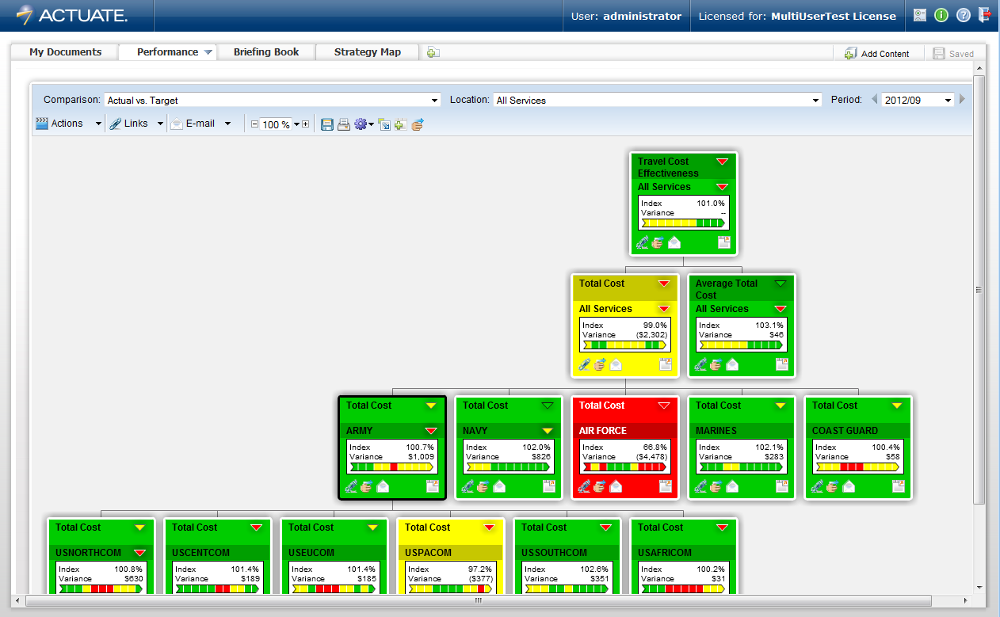 ACTUATE.
User: administrator
Licensed for: MultiUserTest License
My Documents
Performance
Briefing Book
Strategy Map
Add Content
Saved
Comparison: Actual vs. Target
Location: All Services
Period: 2012/09
Actions
Links
E-mail
100 %
Travel Cost
Effectiveness
All Services
Index 101.0%
Variance --
Total Cost
All Services
Index 99.0%
Variance ($2,302)
Average Total
Cost
All Services
Index 103.1%
Variance $46
Total Cost
ARMY
Index 100.7%
Variance $1,009
Total Cost
NAVY
Index 102.0%
Variance $826
Total Cost
AIR FORCE
Index 66.8%
Variance ($4,478)
Total Cost
MARINES
Index 102.1%
Variance $283
Total Cost
COAST GUARD
Index 100.4%
Variance $58
Total Cost
USNORTHCOM
Index 100.8%
Variance $630
Total Cost
USCENTCOM
Index 101.4%
Variance $189
Total Cost
USEUCOM
Index 101.4%
Variance $185
Total Cost
USPACOM
Index 97.2%
Variance ($377)
Total Cost
USSOUTHCOM
Index 102.6%
Variance $351
Total Cost
USAFRICOM
Index 100.2%
Variance $31